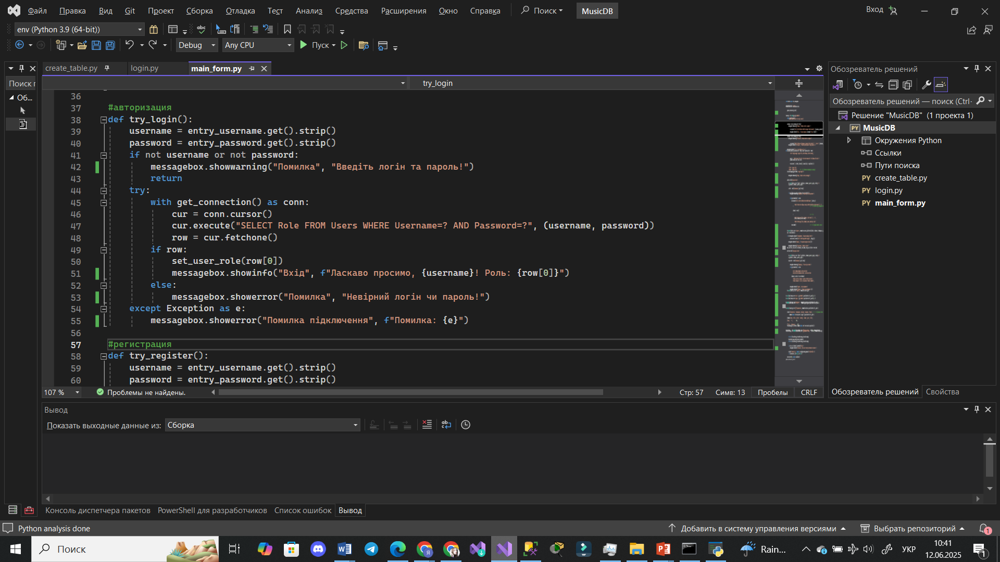 Файл Правка Вид Git Проект Сборка Отладка Тест Анализ Средства Расширения Окно Справка Поиск MusicDB Вход
env (Python 3.9 (64-bit))
Debug Any CPU Пуск
create_table.py login.py main_form.py
try_login
Поиск
Об...
36
37 #авторизация
38 def try_login():
39 username = entry_username.get().strip()
40 password = entry_password.get().strip()
41 if not username or not password:
42 messagebox.showwarning("Помилка", "Введіть логін та пароль!")
43 return
44 try:
45 with get_connection() as conn:
46 cur = conn.cursor()
47 cur.execute("SELECT Role FROM Users WHERE Username=? AND Password=?", (username, password))
48 row = cur.fetchone()
49 if row:
50 set_user_role(row[0])
51 messagebox.showinfo("Вхід", f"Ласкаво просимо, {username}! Роль: {row[0]}")
52 else:
53 messagebox.showerror("Помилка", "Невірний логін чи пароль!")
54 except Exception as e:
55 messagebox.showerror("Помилка підключення", f"Помилка: {e}")
56
57 #регистрация
58 def try_register():
59 username = entry_username.get().strip()
60 password = entry_password.get().strip()
107 % Проблемы не найдены. Стр: 57 Симв: 13 Пробелы CRLF
Обозреватель решений
Обозреватель решений — поиск (Ctrl-
Решение "MusicDB" (1 проекта 1)
MusicDB
Окружения Python
Ссылки
Пути поиска
PY create_table.py
PY login.py
PY main_form.py
Обозреватель решений Свойства
Вывод
Показать выходные данные из: Сборка
Консоль диспетчера пакетов PowerShell для разработчиков Список ошибок Вывод
Python analysis done Добавить в систему управления версиями Выбрать репозиторий 1
Поиск Rain... УКР 10:41
12.06.2025 1